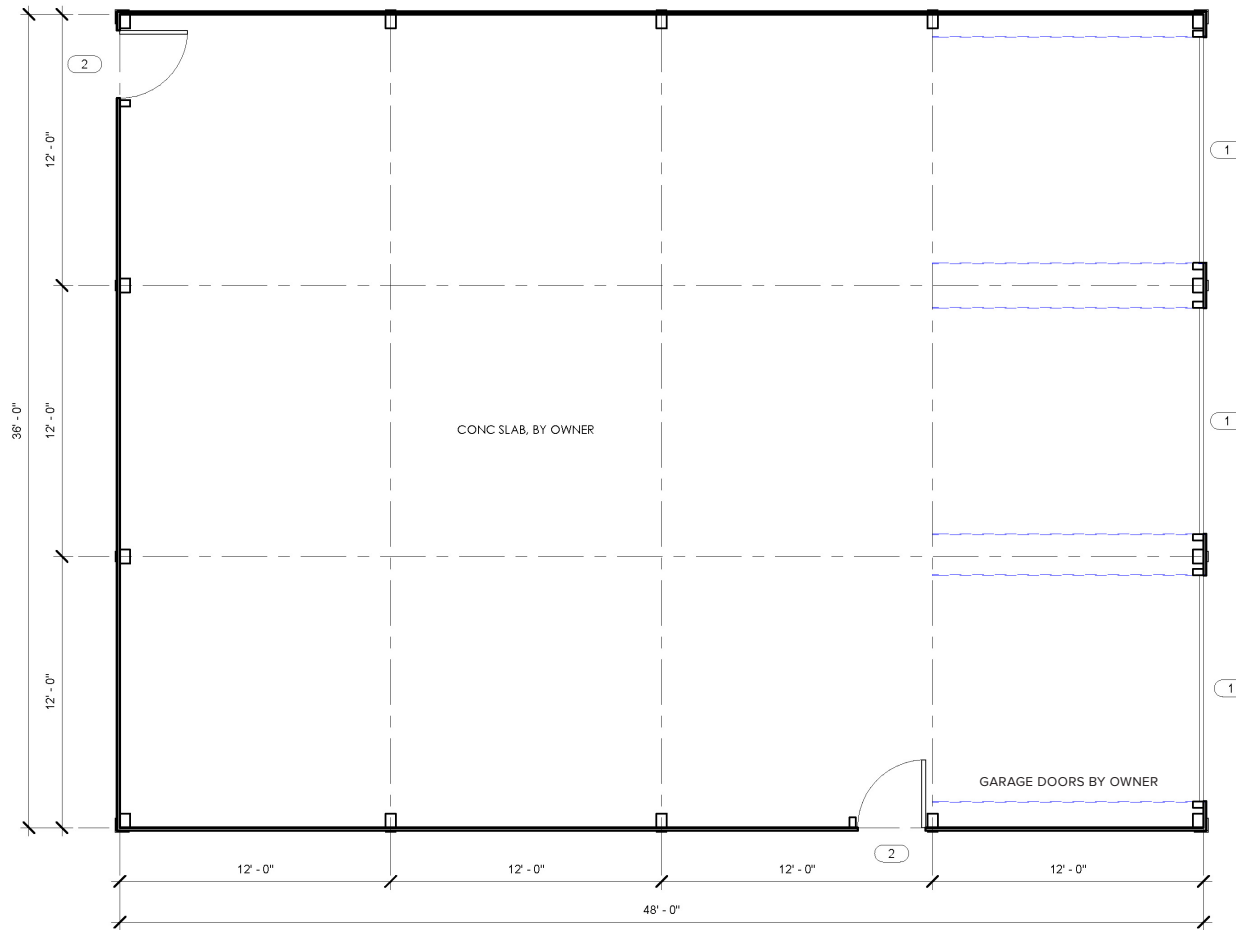 2
1
12' - 0"
1
36' - 0"
12' - 0"
CONC SLAB, BY OWNER
12' - 0"
1
GARAGE DOORS BY OWNER
2
12' - 0"
12' - 0"
12' - 0"
12' - 0"
48' - 0"